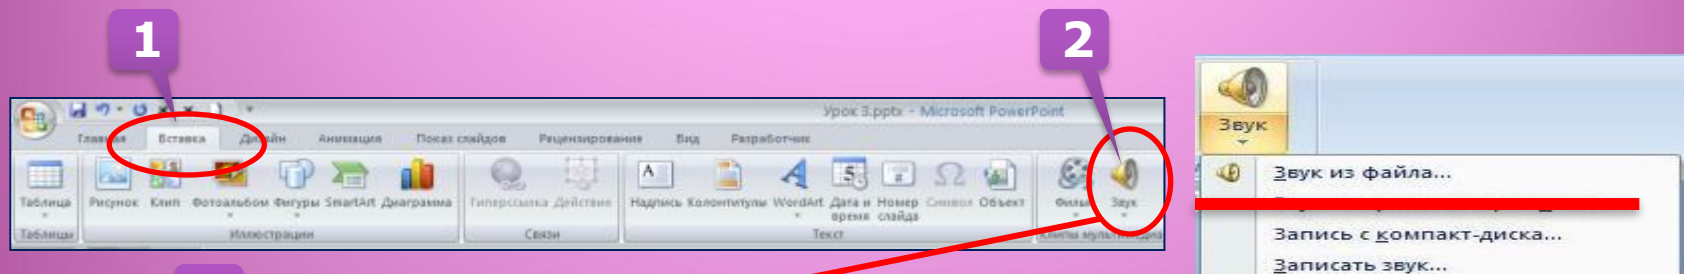 1
2
Урок 3.pptx - Microsoft PowerPoint
Главная Вставка Дизайн Анимация Показ слайдов Рецензирование Вид Разработчик
Таблица Рисунок Клип Фотоальбом Фигуры SmartArt Диаграмма Гиперссылка Действие Надпись Колонтитулы WordArt Дата и время Номер слайда Символ Объект Фильм Звук
Таблицы Иллюстрации Связи Текст Клипы мультимедиа
Звук
Звук из файла...
Запись с компакт-диска...
Записать звук...